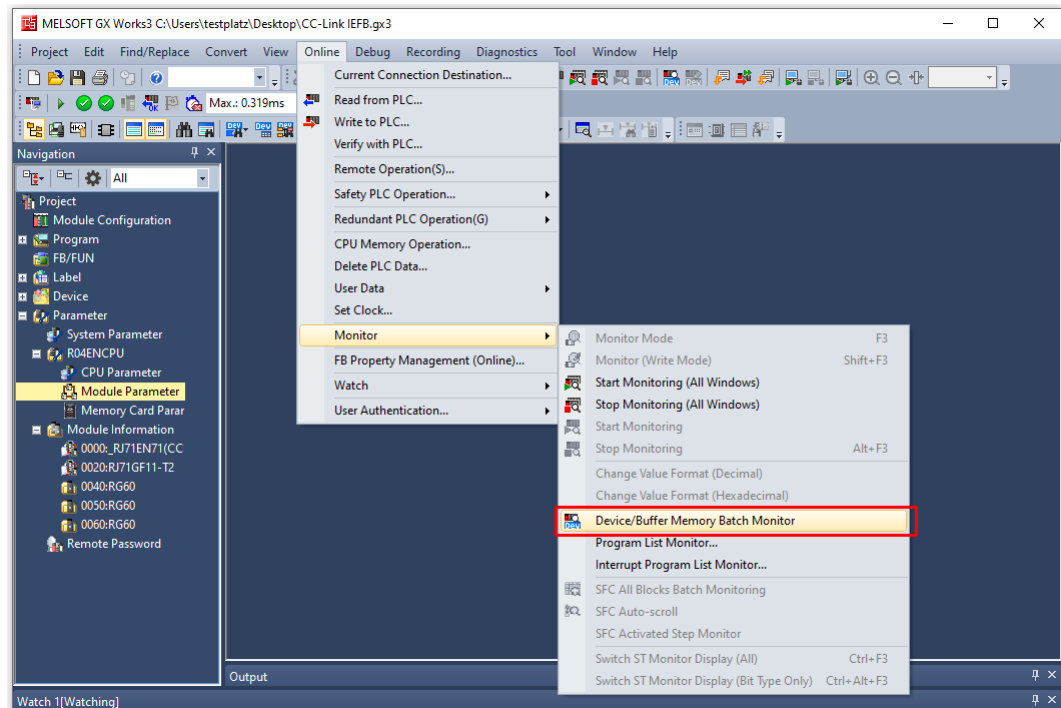 MELSOFT GX Works3 C:\Users\testplatz\Desktop\CC-Link IEFB.gx3
Project Edit Find/Replace Convert View Online Debug Recording Diagnostics Tool Window Help
Max.: 0.319ms
Navigation
All
Project
Module Configuration
Program
FB/FUN
Label
Device
Parameter
System Parameter
R04ENCPU
CPU Parameter
Module Parameter
Memory Card Parar
Module Information
0000:_RJ71EN71(CC
0020:RJ71GF11-T2
0040:RG60
0050:RG60
0060:RG60
Remote Password
Current Connection Destination...
Read from PLC...
Write to PLC...
Verify with PLC...
Remote Operation(S)...
Safety PLC Operation...
Redundant PLC Operation(G)
CPU Memory Operation...
Delete PLC Data...
User Data
Set Clock...
Monitor
FB Property Management (Online)...
Watch
User Authentication...
Monitor Mode F3
Monitor (Write Mode) Shift+F3
Start Monitoring (All Windows)
Stop Monitoring (All Windows)
Start Monitoring
Stop Monitoring Alt+F3
Change Value Format (Decimal)
Change Value Format (Hexadecimal)
Device/Buffer Memory Batch Monitor
Program List Monitor...
Interrupt Program List Monitor...
SFC All Blocks Batch Monitoring
SFC Auto-scroll
SFC Activated Step Monitor
Switch ST Monitor Display (All) Ctrl+F3
Switch ST Monitor Display (Bit Type Only) Ctrl+Alt+F3
Output
Watch 1[Watching]